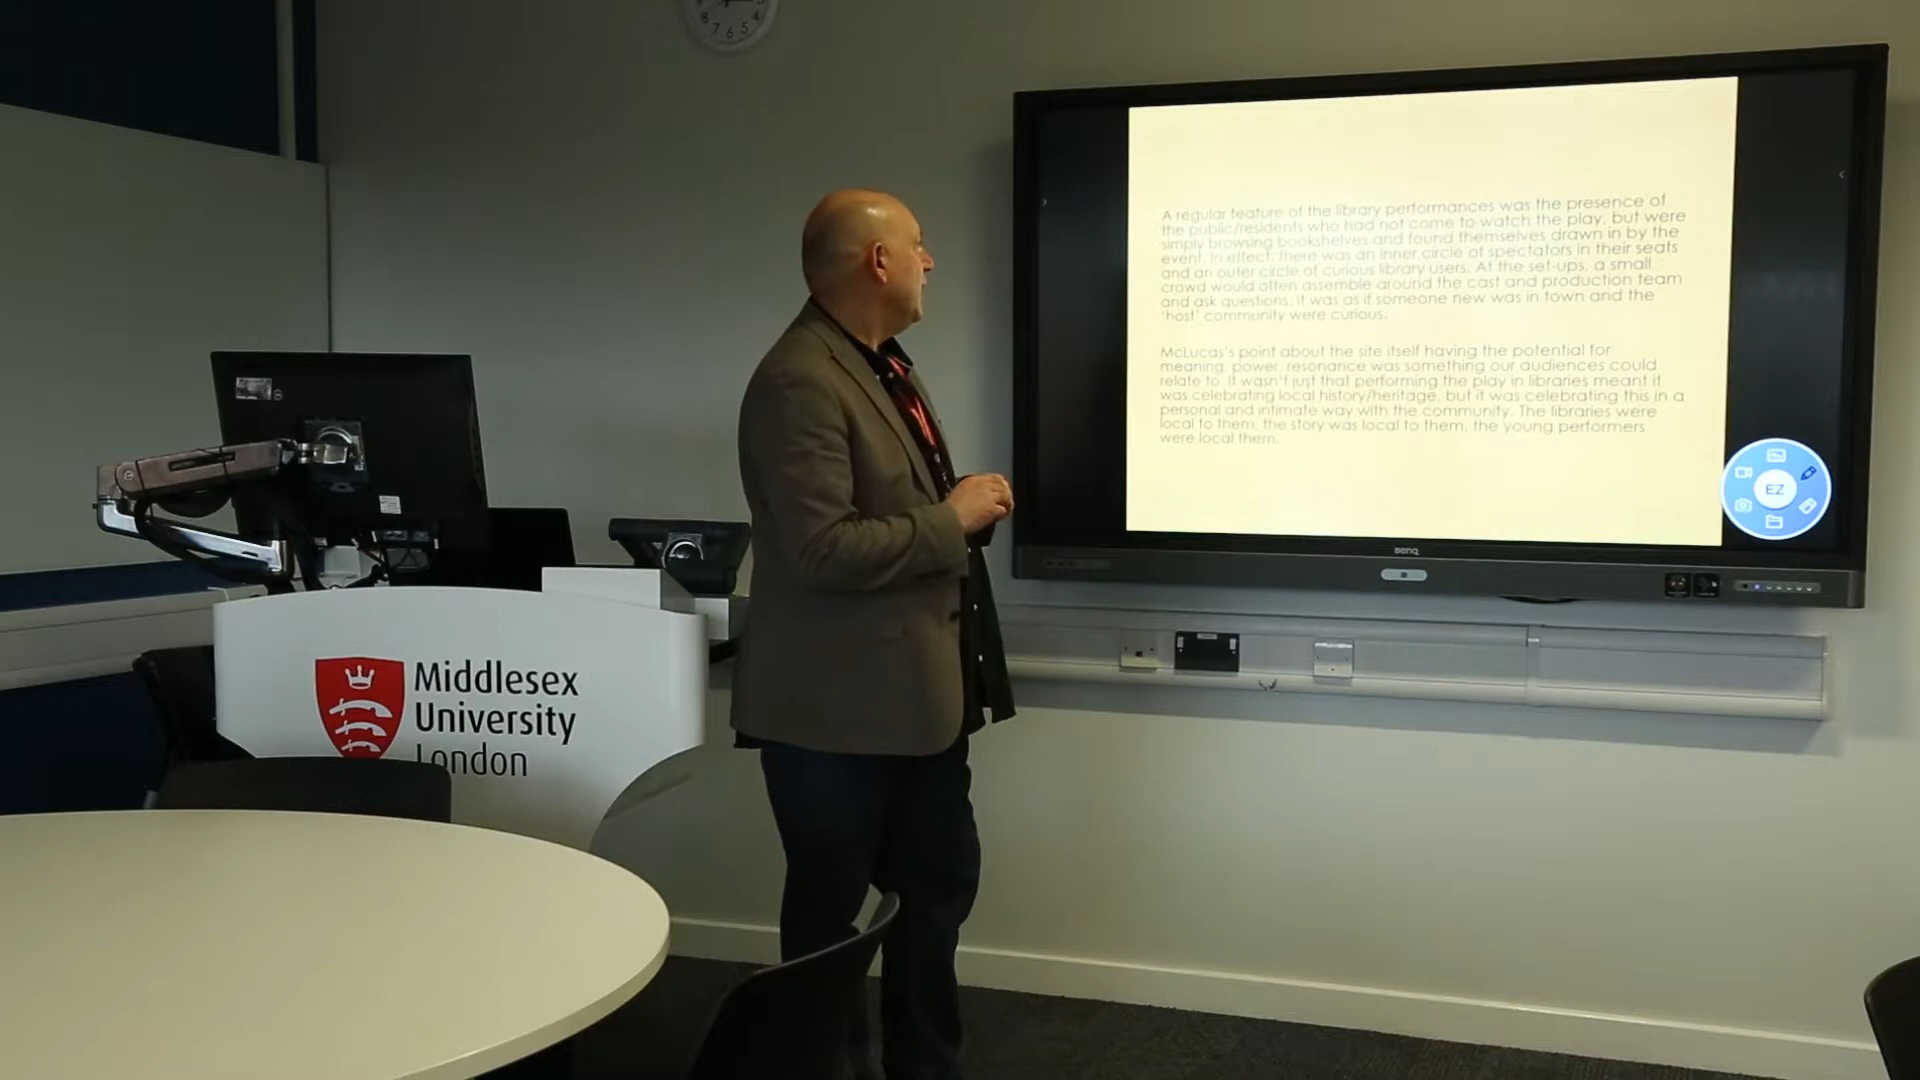 8 7 6 5 4
A regular feature of the library performances was the presence of
the public/residents who had not come to watch the play, but were
simply browsing bookshelves and found themselves drawn in by the
event. In effect, there was an inner circle of spectators in their seats
and an outer circle of curious library users. At the set-ups, a small
crowd would often assemble around the cast and production team
and ask questions. It was as if someone new was in town and the
'host' community were curious.
McLucas's point about the site itself having the potential for
meaning, power, resonance was something our audiences could
relate to. It wasn't just that performing the play in libraries meant it
was celebrating local history/heritage, but it was celebrating this in a
personal and intimate way with the community. The libraries were
local to them, the story was local to them, the young performers
were local them.
EZ
BenQ
Middlesex
University
London